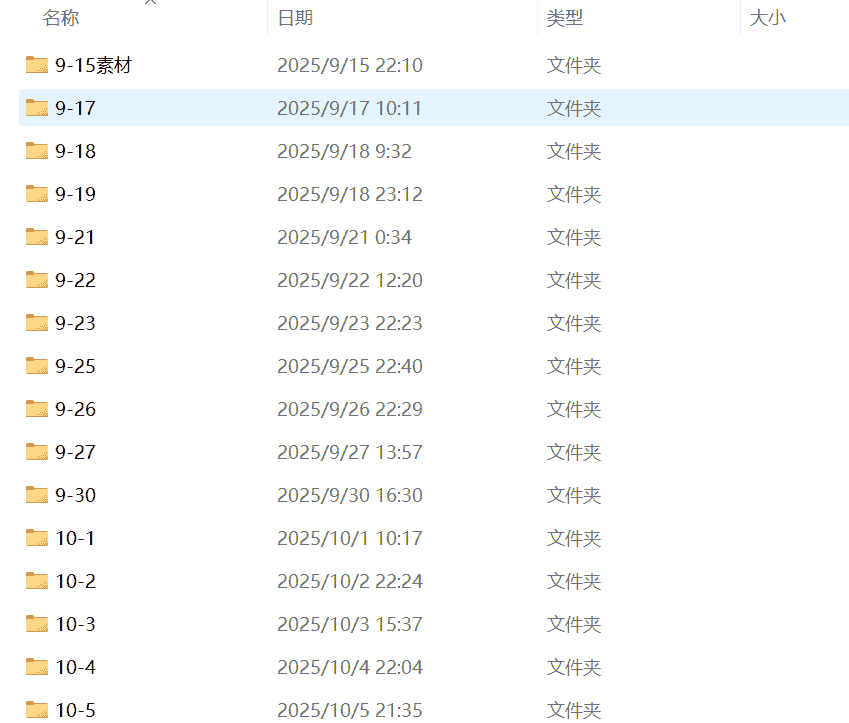 名称 日期 类型 大小
9-15素材 2025/9/15 22:10 文件夹
9-17 2025/9/17 10:11 文件夹
9-18 2025/9/18 9:32 文件夹
9-19 2025/9/18 23:12 文件夹
9-21 2025/9/21 0:34 文件夹
9-22 2025/9/22 12:20 文件夹
9-23 2025/9/23 22:23 文件夹
9-25 2025/9/25 22:40 文件夹
9-26 2025/9/26 22:29 文件夹
9-27 2025/9/27 13:57 文件夹
9-30 2025/9/30 16:30 文件夹
10-1 2025/10/1 10:17 文件夹
10-2 2025/10/2 22:24 文件夹
10-3 2025/10/3 15:37 文件夹
10-4 2025/10/4 22:04 文件夹
10-5 2025/10/5 21:35 文件夹